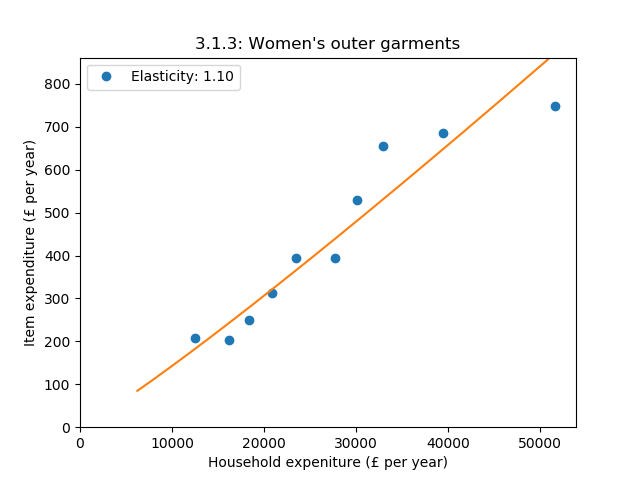 3.1.3: Women's outer garments
Elasticity: 1.10
Item expenditure (£ per year)
800
700
600
500
400
300
200
100
0
0 10000 20000 30000 40000 50000
Household expeniture (£ per year)